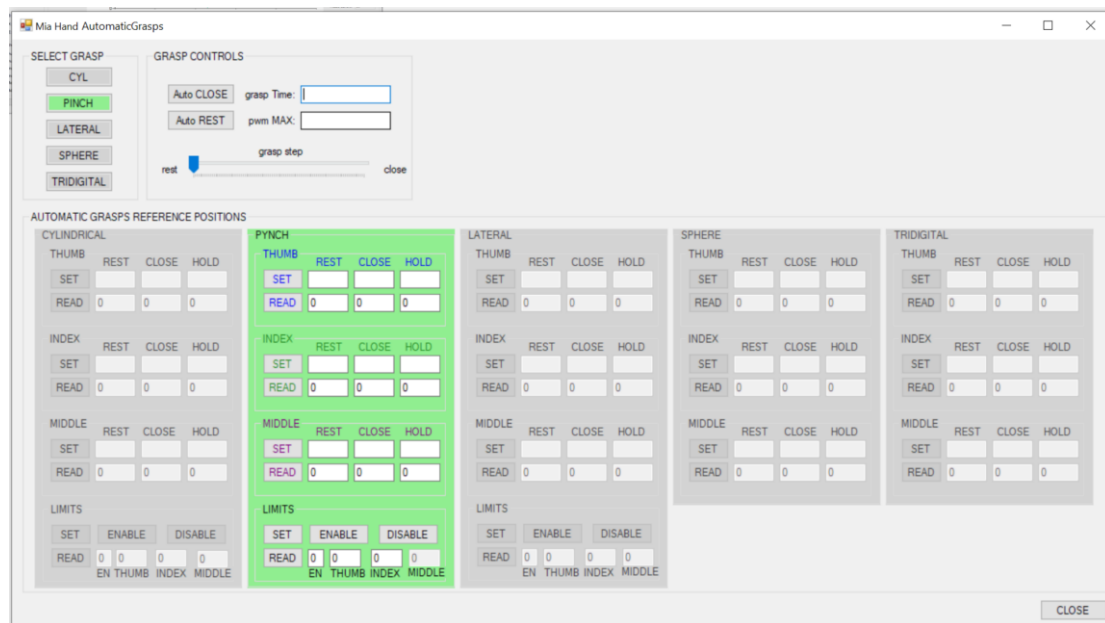 Mia Hand AutomaticGrasps
SELECT GRASP
CYL
PINCH
LATERAL
SPHERE
TRIDIGITAL
GRASP CONTROLS
Auto CLOSE grasp Time:
Auto REST pwm MAX:
grasp step
rest close
AUTOMATIC GRASPS REFERENCE POSITIONS
CYLINDRICAL
THUMB REST CLOSE HOLD
SET
READ 0 0 0
INDEX REST CLOSE HOLD
SET
READ 0 0 0
MIDDLE REST CLOSE HOLD
SET
READ 0 0 0
LIMITS
SET ENABLE DISABLE
READ 0 0 0 0
EN THUMB INDEX MIDDLE
PYNCH
THUMB REST CLOSE HOLD
SET
READ 0 0 0
INDEX REST CLOSE HOLD
SET
READ 0 0 0
MIDDLE REST CLOSE HOLD
SET
READ 0 0 0
LIMITS
SET ENABLE DISABLE
READ 0 0 0 0
EN THUMB INDEX MIDDLE
LATERAL
THUMB REST CLOSE HOLD
SET
READ 0 0 0
INDEX REST CLOSE HOLD
SET
READ 0 0 0
MIDDLE REST CLOSE HOLD
SET
READ 0 0 0
LIMITS
SET ENABLE DISABLE
READ 0 0 0 0
EN THUMB INDEX MIDDLE
SPHERE
THUMB REST CLOSE HOLD
SET
READ 0 0 0
INDEX REST CLOSE HOLD
SET
READ 0 0 0
MIDDLE REST CLOSE HOLD
SET
READ 0 0 0
TRIDIGITAL
THUMB REST CLOSE HOLD
SET
READ 0 0 0
INDEX REST CLOSE HOLD
SET
READ 0 0 0
MIDDLE REST CLOSE HOLD
SET
READ 0 0 0
CLOSE